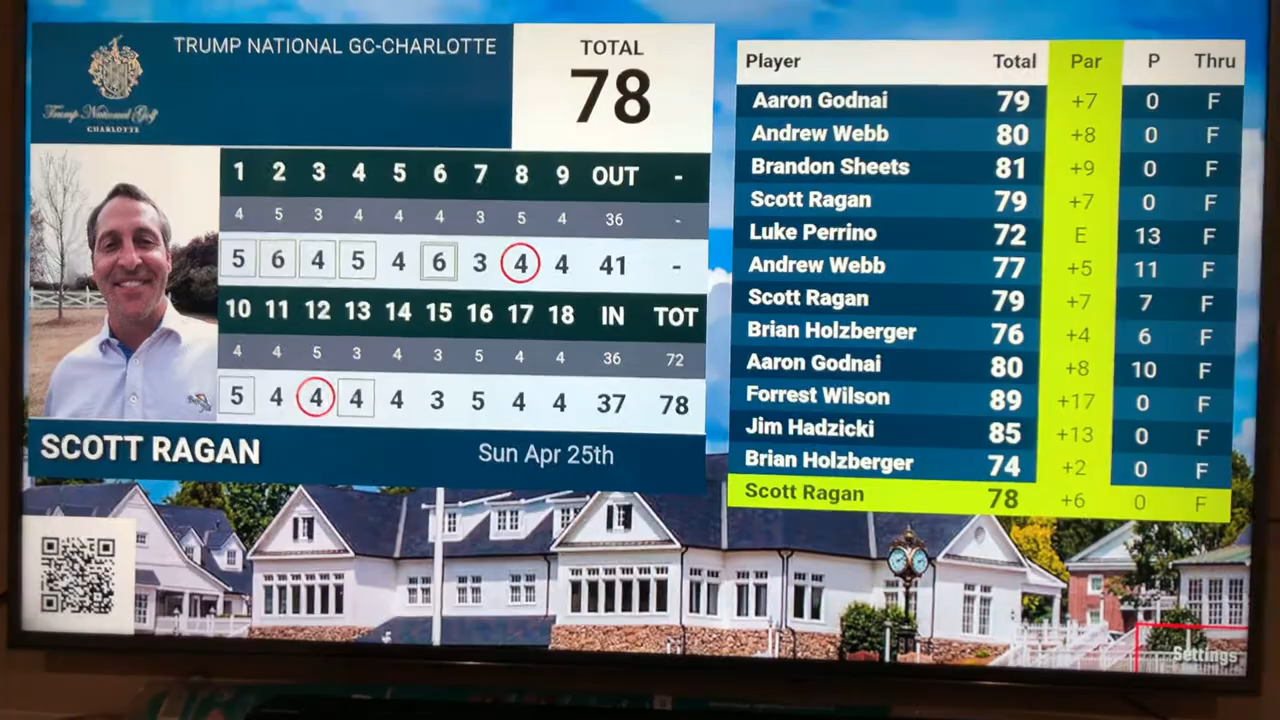 TRUMP NATIONAL GC-CHARLOTTE
Trump National Golf
CHARLOTTE
TOTAL
78
1 2 3 4 5 6 7 8 9 OUT -
4 5 3 4 4 4 3 5 4 36 -
5 6 4 5 4 6 3 4 4 41 -
10 11 12 13 14 15 16 17 18 IN TOT
4 4 5 3 4 3 5 4 4 36 72
5 4 4 4 4 3 5 4 4 37 78
SCOTT RAGAN Sun Apr 25th
Player Total Par P Thru
Aaron Godnai 79 +7 0 F
Andrew Webb 80 +8 0 F
Brandon Sheets 81 +9 0 F
Scott Ragan 79 +7 0 F
Luke Perrino 72 E 13 F
Andrew Webb 77 +5 11 F
Scott Ragan 79 +7 7 F
Brian Holzberger 76 +4 6 F
Aaron Godnai 80 +8 10 F
Forrest Wilson 89 +17 0 F
Jim Hadzicki 85 +13 0 F
Brian Holzberger 74 +2 0 F
Scott Ragan 78 +6 0 F
Settings